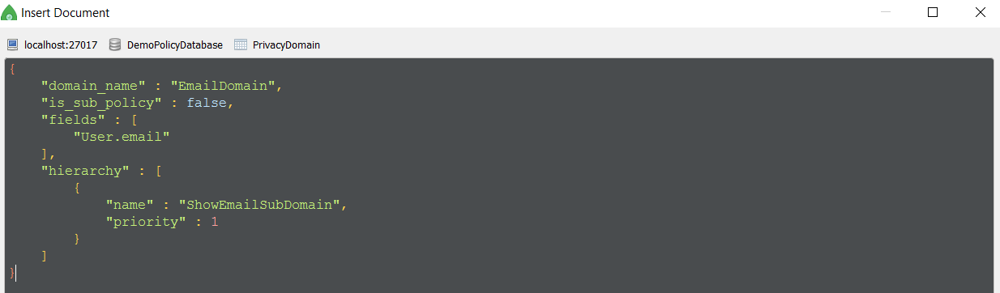 Insert Document
localhost:27017 DemoPolicyDatabase PrivacyDomain
{
    "domain_name" : "EmailDomain",
    "is_sub_policy" : false,
    "fields" : [
        "User.email"
    ],
    "hierarchy" : [
        {
            "name" : "ShowEmailSubDomain",
            "priority" : 1
        }
    ]
}